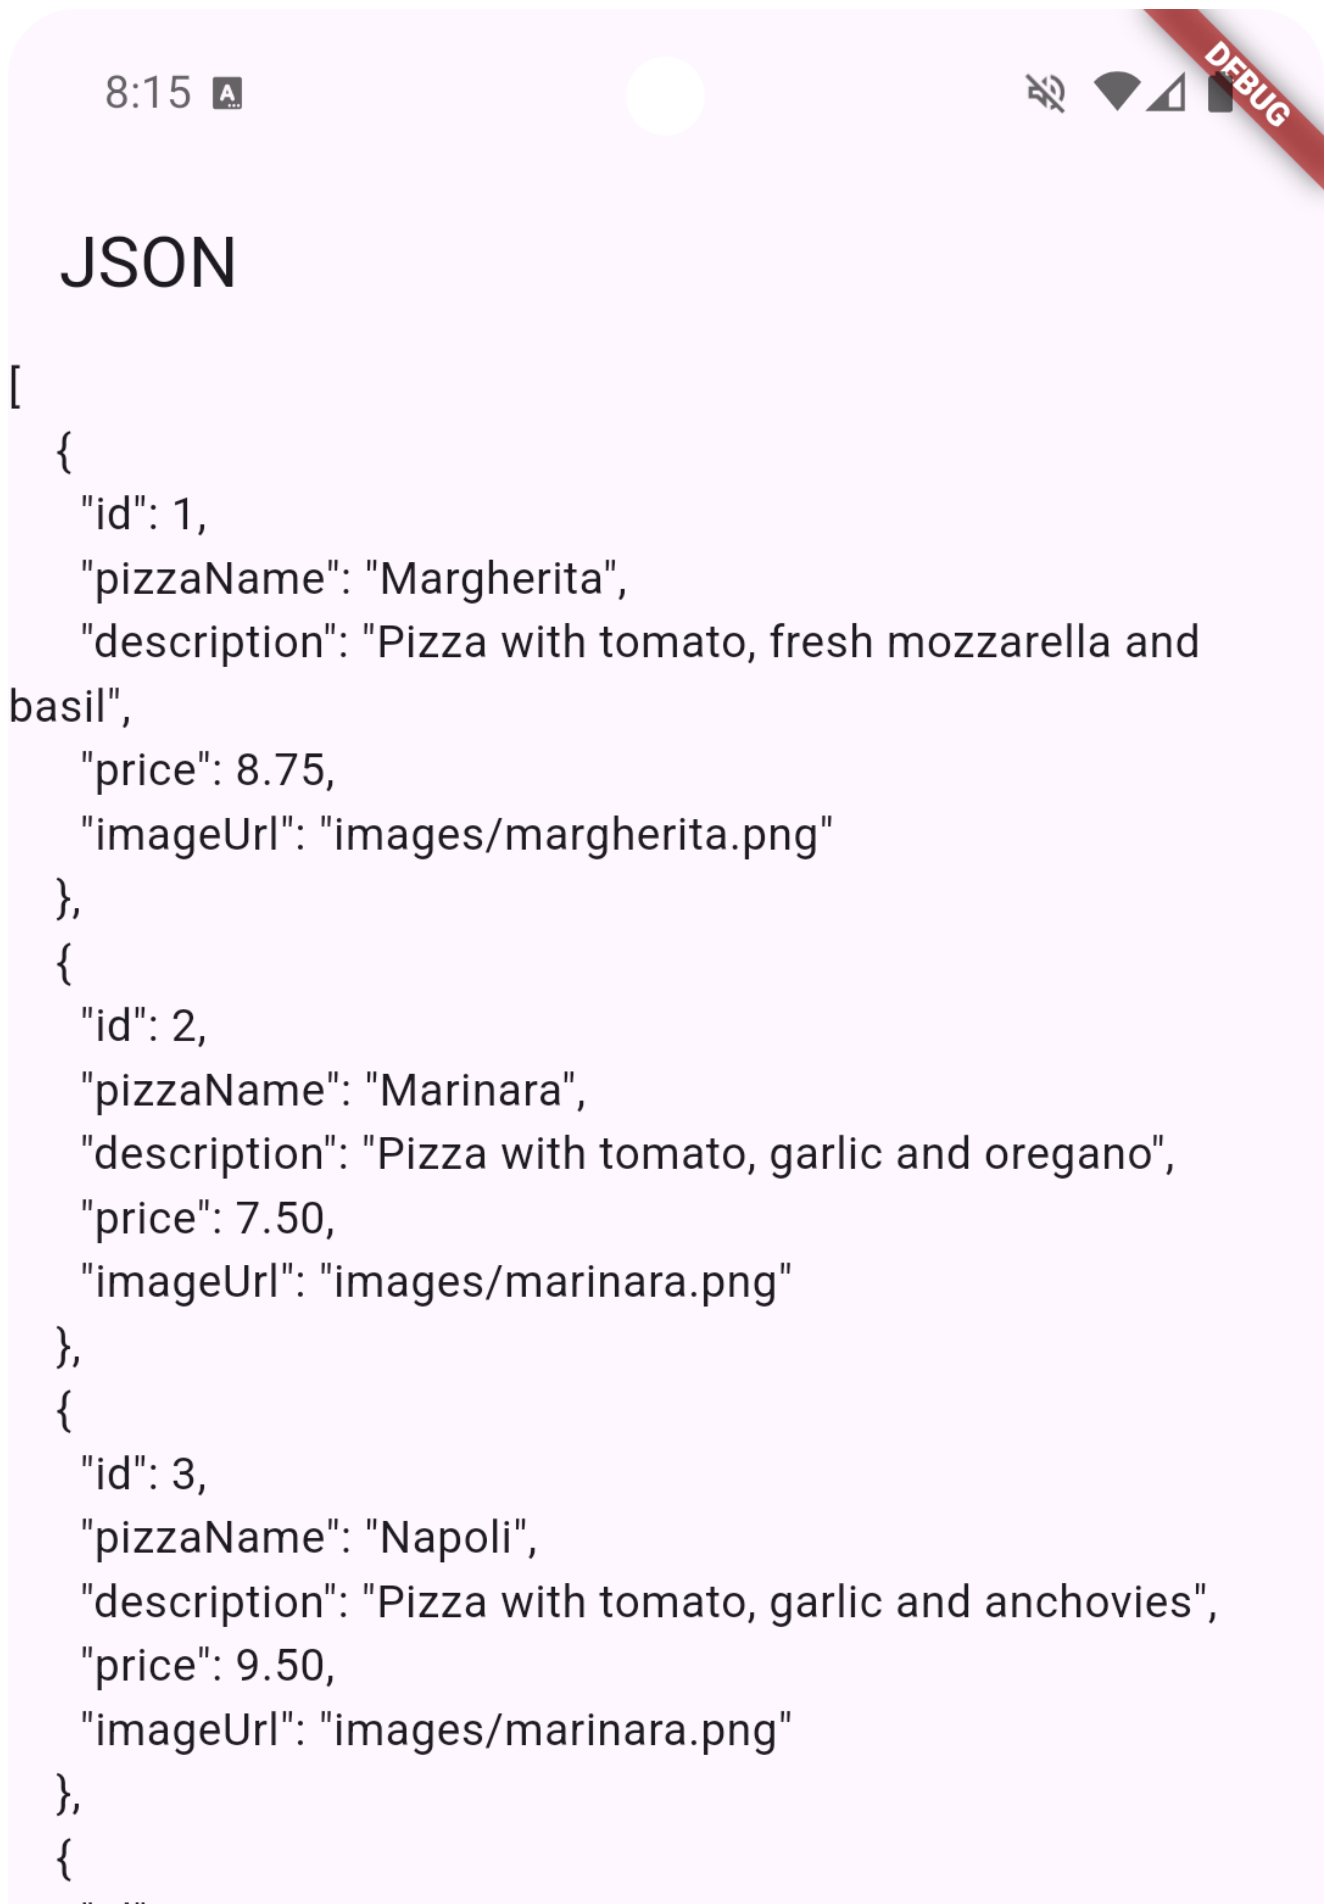 8:15 A
DEBUG
JSON
[
    {
      "id": 1,
      "pizzaName": "Margherita",
      "description": "Pizza with tomato, fresh mozzarella and
basil",
      "price": 8.75,
      "imageUrl": "images/margherita.png"
    },
    {
      "id": 2,
      "pizzaName": "Marinara",
      "description": "Pizza with tomato, garlic and oregano",
      "price": 7.50,
      "imageUrl": "images/marinara.png"
    },
    {
      "id": 3,
      "pizzaName": "Napoli",
      "description": "Pizza with tomato, garlic and anchovies",
      "price": 9.50,
      "imageUrl": "images/marinara.png"
    },
    {